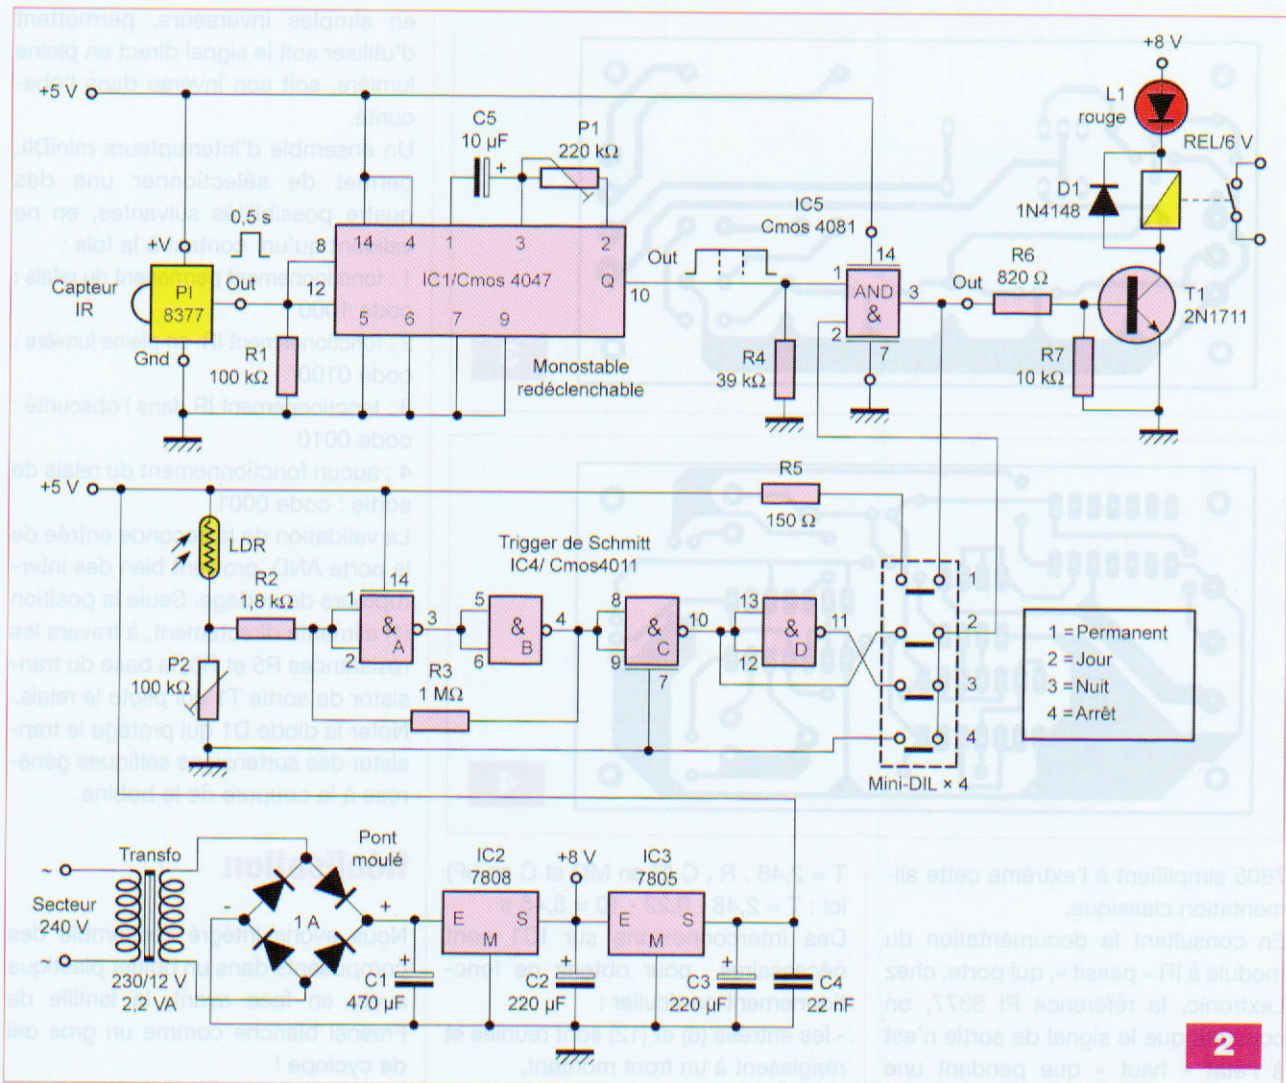 +5 V
+8 V
L1
rouge
REL/6 V
D1
1N4148
C5
10 µF
+
P1
220 kΩ
IC5
Cmos 4081
0,5 s
+V
Capteur
IR
PI
8377
Out
Gnd
8
12
14
4
1
3
2
IC1/Cmos 4047
Q
10
5
6
7
9
Out
R1
100 kΩ
Monostable
redéclenchable
R4
39 kΩ
14
1
AND
&
2
3
7
Out
R6
820 Ω
R7
10 kΩ
T1
2N1711
+5 V
LDR
R2
1,8 kΩ
P2
100 kΩ
R3
1 MΩ
R5
150 Ω
Trigger de Schmitt
IC4/ Cmos4011
14
1
2
&
A
3
5
6
&
B
4
8
9
&
C
10
7
13
12
&
D
11
1
2
3
4
Mini-DIL × 4
1 = Permanent
2 = Jour
3 = Nuit
4 = Arrêt
Transfo
~
Secteur
240 V
~
230/12 V
2,2 VA
Pont
moulé
-
1 A
+
IC2
7808
E
S
M
+8 V
IC3
7805
E
S
M
+
C1
470 µF
+
C2
220 µF
+
C3
220 µF
C4
22 nF
2